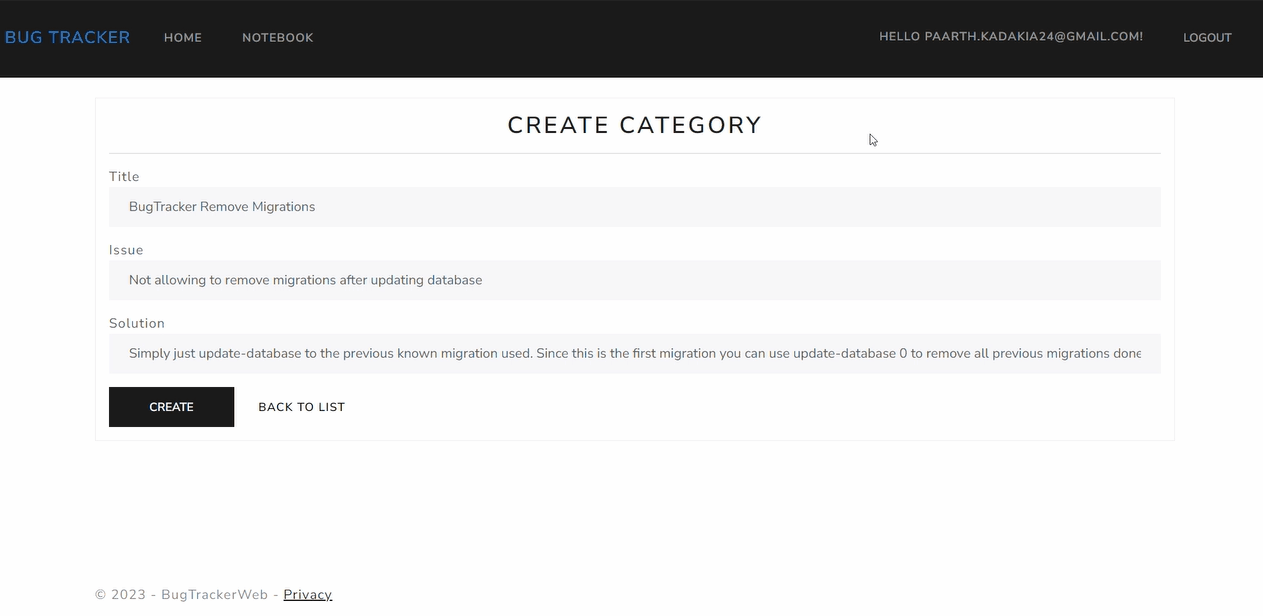 BUG TRACKER HOME NOTEBOOK HELLO PAARTH.KADAKIA24@GMAIL.COM! LOGOUT
CREATE CATEGORY
Title
BugTracker Remove Migrations
Issue
Not allowing to remove migrations after updating database
Solution
Simply just update-database to the previous known migration used. Since this is the first migration you can use update-database 0 to remove all previous migrations done
CREATE BACK TO LIST
© 2023 - BugTrackerWeb - Privacy